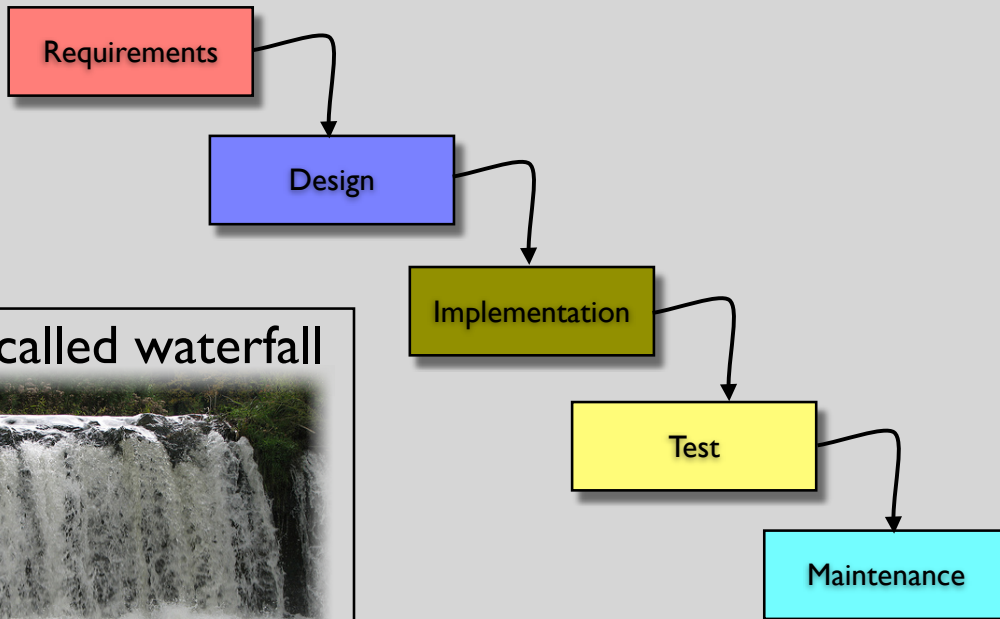 Requirements
Design
Implementation
called waterfall
Test
Maintenance